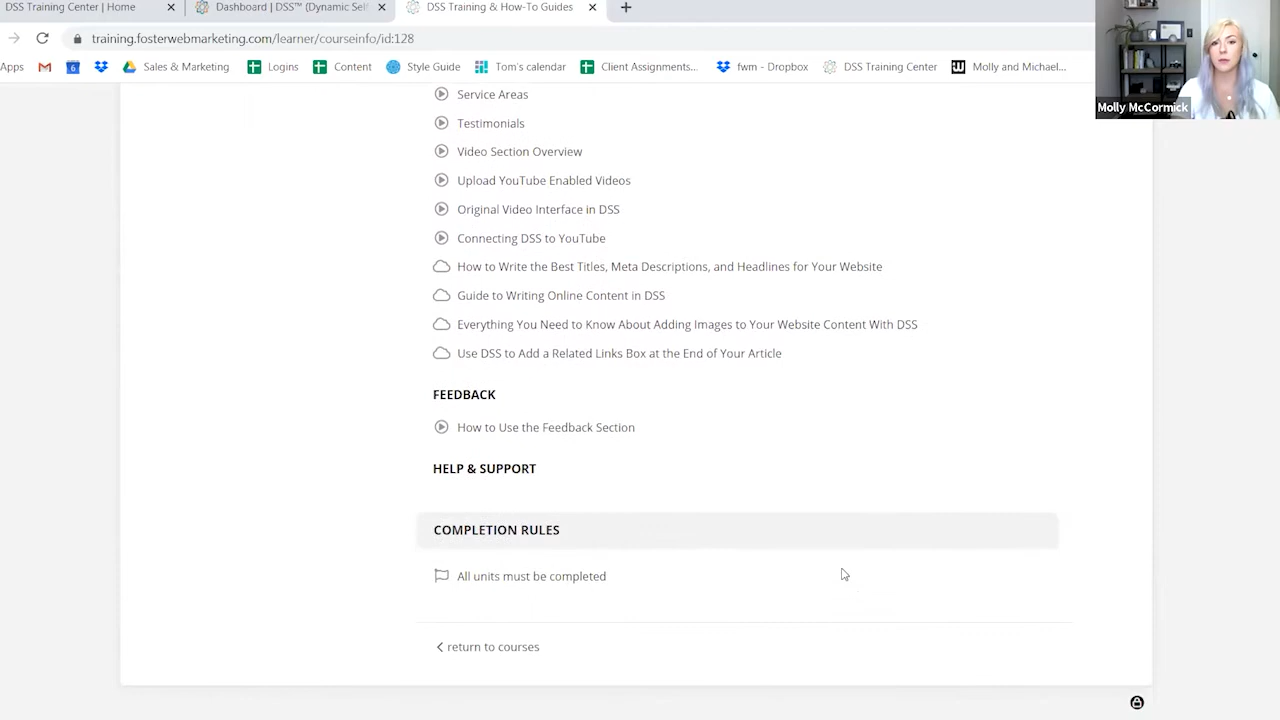 DSS Training Center | Home
Dashboard | DSS™ (Dynamic Self
DSS Training & How-To Guides
training.fosterwebmarketing.com/learner/courseinfo/id:128
Apps
Sales & Marketing
Logins
Content
Style Guide
Tom's calendar
Client Assignments...
fwm - Dropbox
DSS Training Center
Molly and Michael...
Molly McCormick
Service Areas
Testimonials
Video Section Overview
Upload YouTube Enabled Videos
Original Video Interface in DSS
Connecting DSS to YouTube
How to Write the Best Titles, Meta Descriptions, and Headlines for Your Website
Guide to Writing Online Content in DSS
Everything You Need to Know About Adding Images to Your Website Content With DSS
Use DSS to Add a Related Links Box at the End of Your Article
FEEDBACK
How to Use the Feedback Section
HELP & SUPPORT
COMPLETION RULES
All units must be completed
return to courses